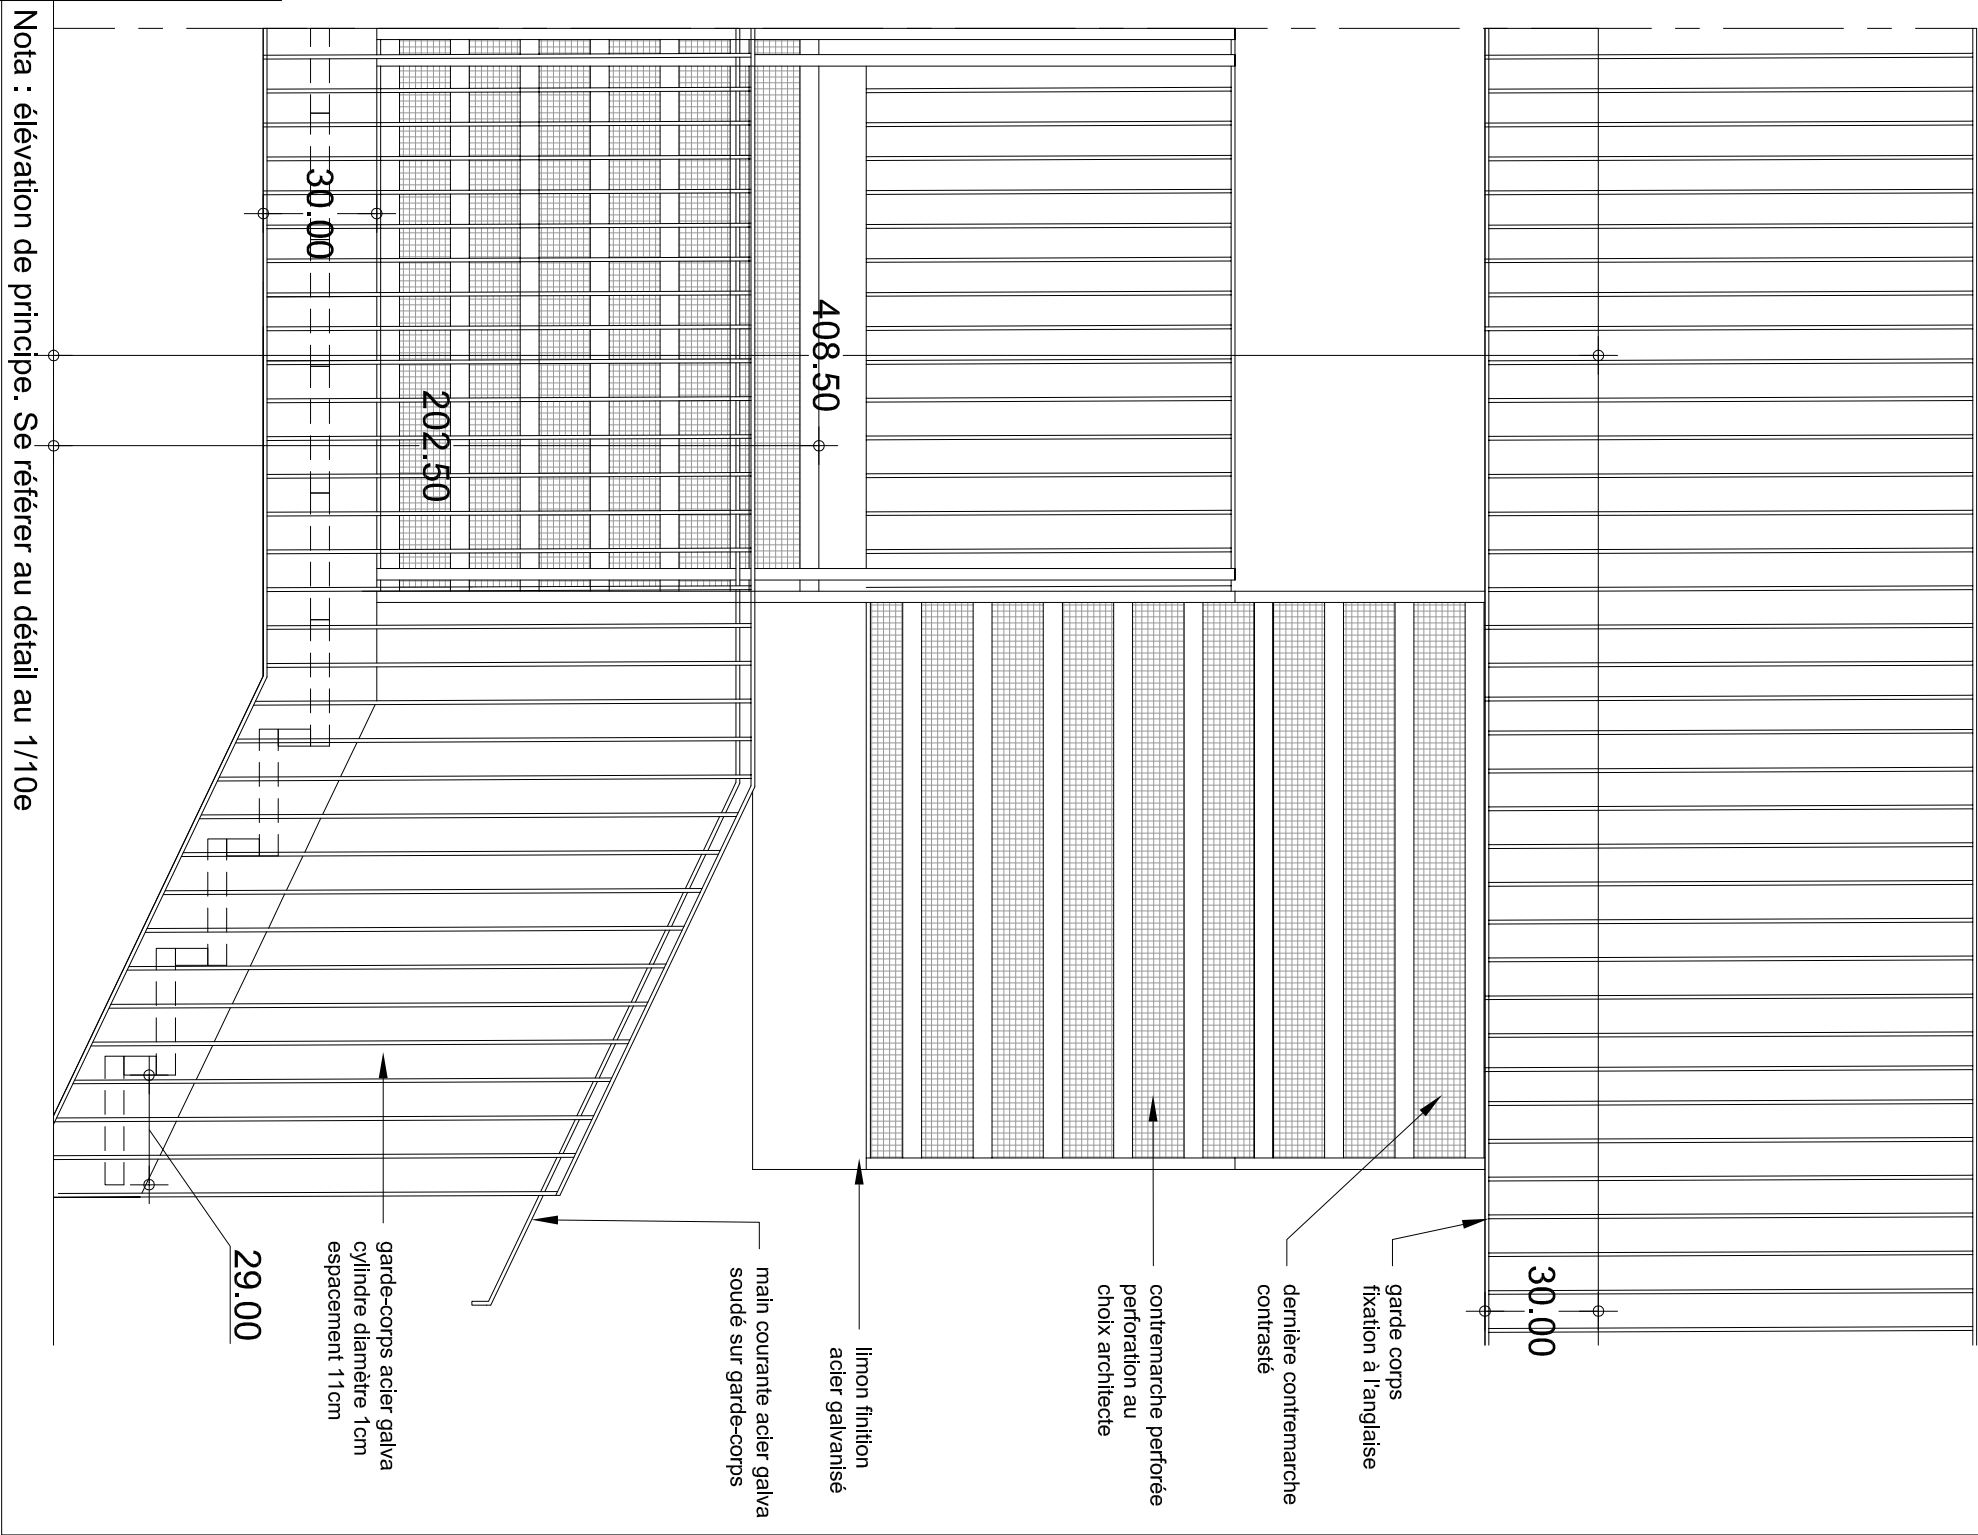 garde corps
fixation à l'anglaise
30.00
dernière contremarche
contrasté
contremarche perforée
perforation au
choix architecte
408.50
limon finition
acier galvanisé
main courante acier galva
soudé sur garde-corps
202.50
garde-corps acier galva
cylindre diamètre 1cm
espacement 11cm
30.00
29.00
Nota : élévation de principe. Se référer au détail au 1/10e